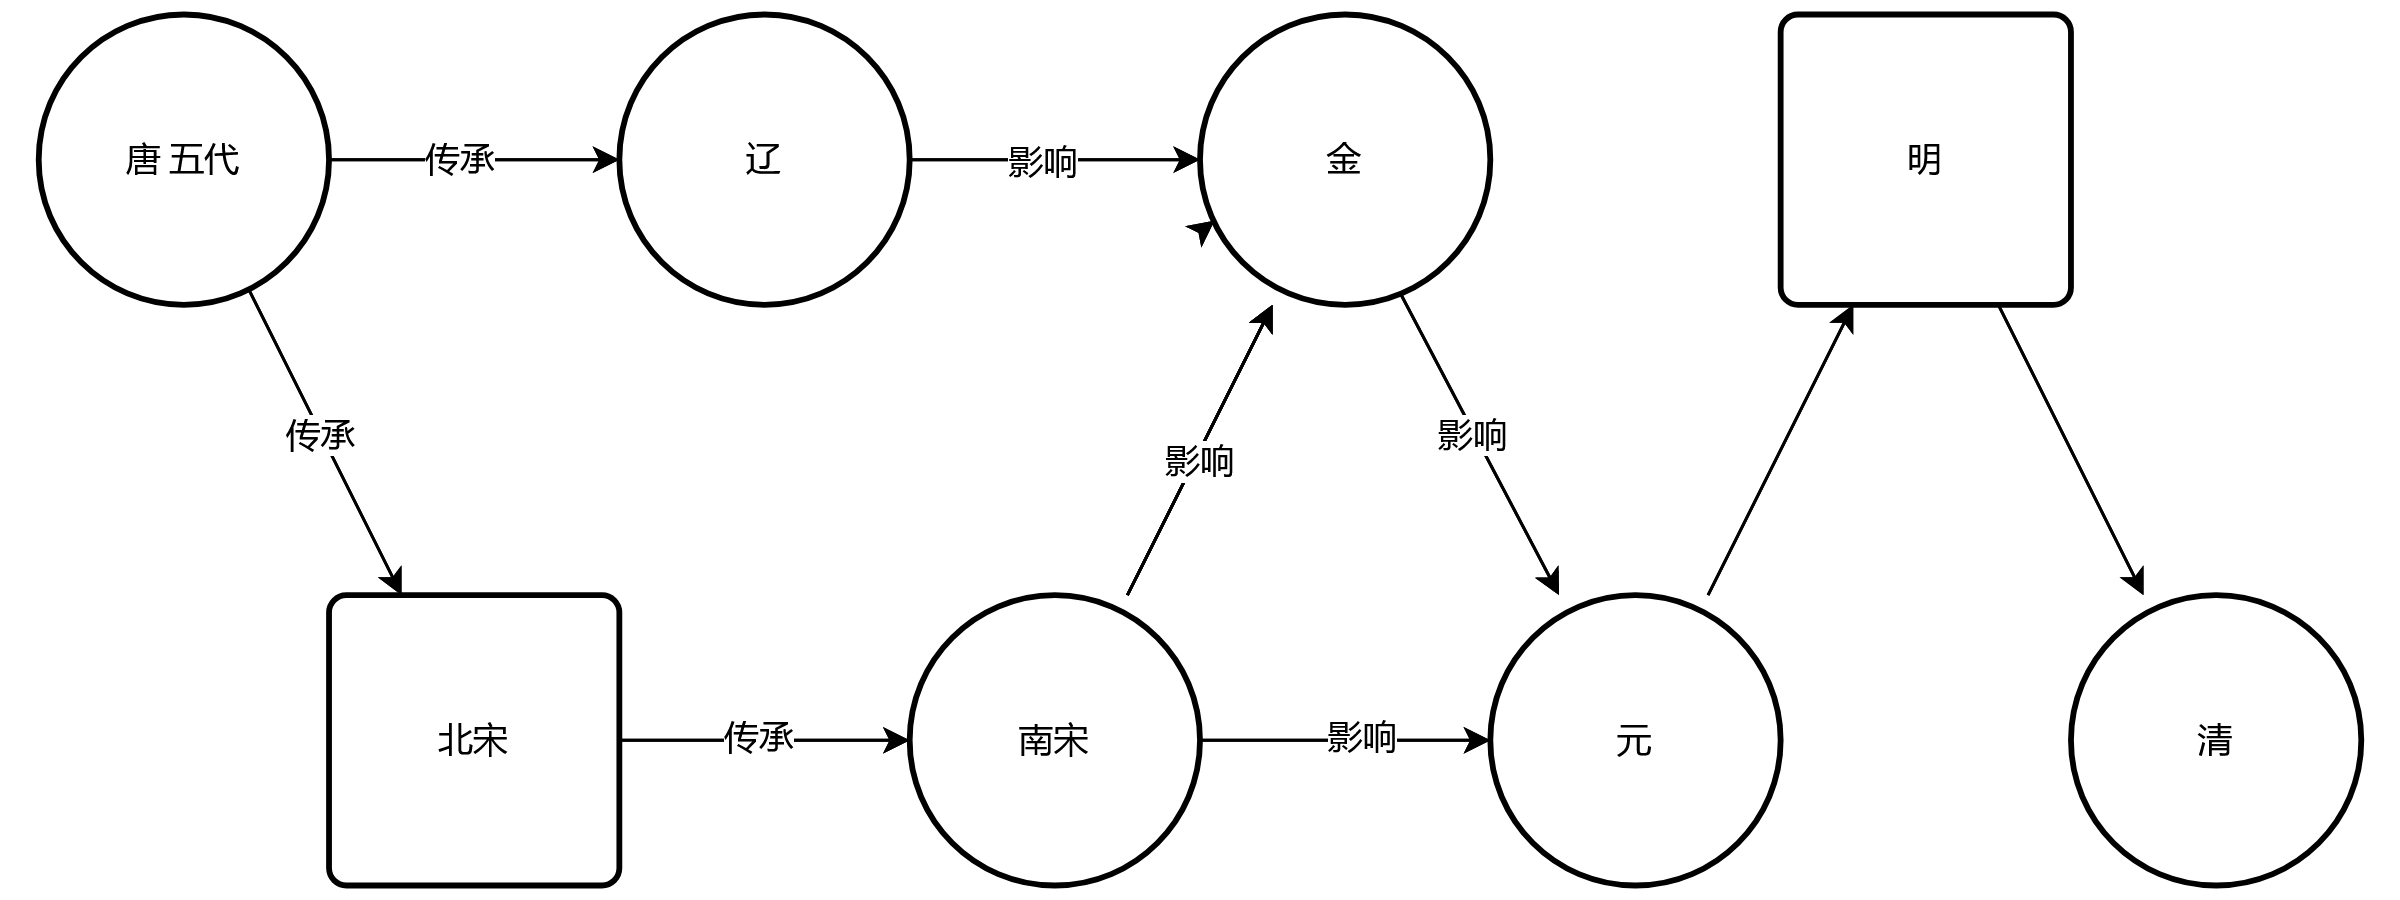 唐 五代
传承
辽
影响
金
明
传承
影响
影响
北宋
传承
南宋
影响
元
清